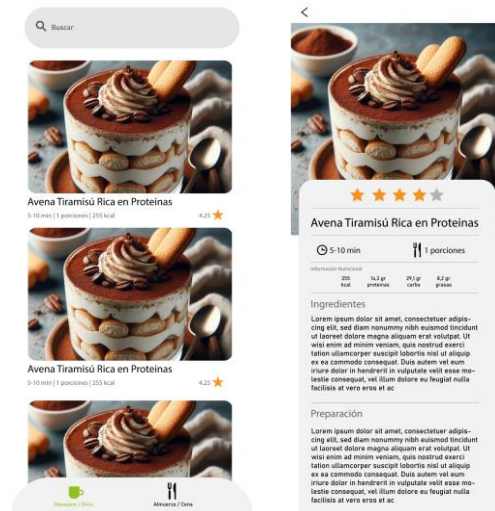 Buscar
Avena Tiramisú Rica en Proteinas
5-10 min | 1 porciones | 255 kcal 4.25
Avena Tiramisú Rica en Proteinas
5-10 min | 1 porciones | 255 kcal 4.25
Desayuno / Once
Almuerzo / Cena
Avena Tiramisú Rica en Proteinas
5-10 min 1 porciones
Información Nutricional
255 14,3 gr 29,1 gr 8,2 gr
kcal proteinas carbs grasas
Ingredientes
Lorem ipsum dolor sit amet, consectetuer adipis-
cing elit, sed diam nonummy nibh euismod tincidunt
ut laoreet dolore magna aliquam erat volutpat. Ut
wisi enim ad minim veniam, quis nostrud exerci
tation ullamcorper suscipit lobortis nisl ut aliquip
ex ea commodo consequat. Duis autem vel eum
iriure dolor in hendrerit in vulputate velit esse mo-
lestie consequat, vel illum dolore eu feugiat nulla
facilisis at vero eros et ac
Preparación
Lorem ipsum dolor sit amet, consectetuer adipis-
cing elit, sed diam nonummy nibh euismod tincidunt
ut laoreet dolore magna aliquam erat volutpat. Ut
wisi enim ad minim veniam, quis nostrud exerci
tation ullamcorper suscipit lobortis nisl ut aliquip
ex ea commodo consequat. Duis autem vel eum
iriure dolor in hendrerit in vulputate velit esse mo-
lestie consequat, vel illum dolore eu feugiat nulla
facilisis at vero eros et ac